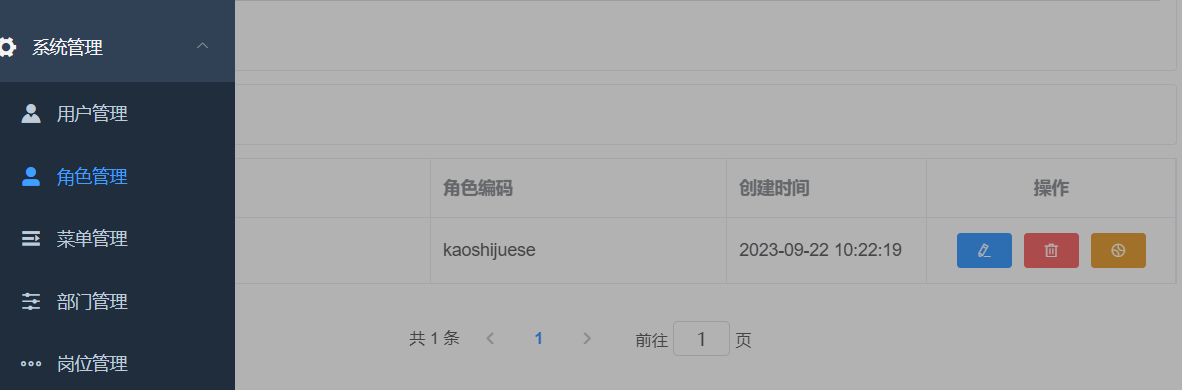 系统管理
用户管理
角色管理
菜单管理
部门管理
岗位管理
角色编码 创建时间 操作
kaoshijuese 2023-09-22 10:22:19
共 1 条 1 前往 1 页